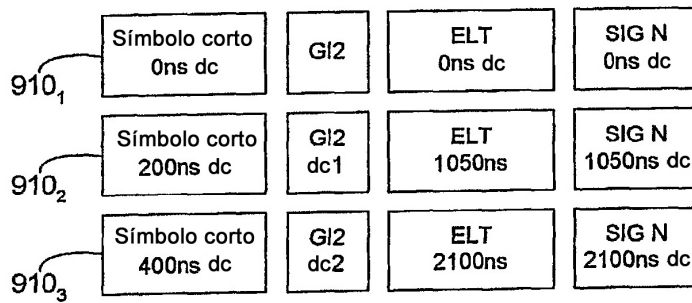 910₁
Símbolo corto
0ns dc
GI2
ELT
0ns dc
SIG N
0ns dc
910₂
Símbolo corto
200ns dc
GI2
dc1
ELT
1050ns
SIG N
1050ns dc
910₃
Símbolo corto
400ns dc
GI2
dc2
ELT
2100ns
SIG N
2100ns dc